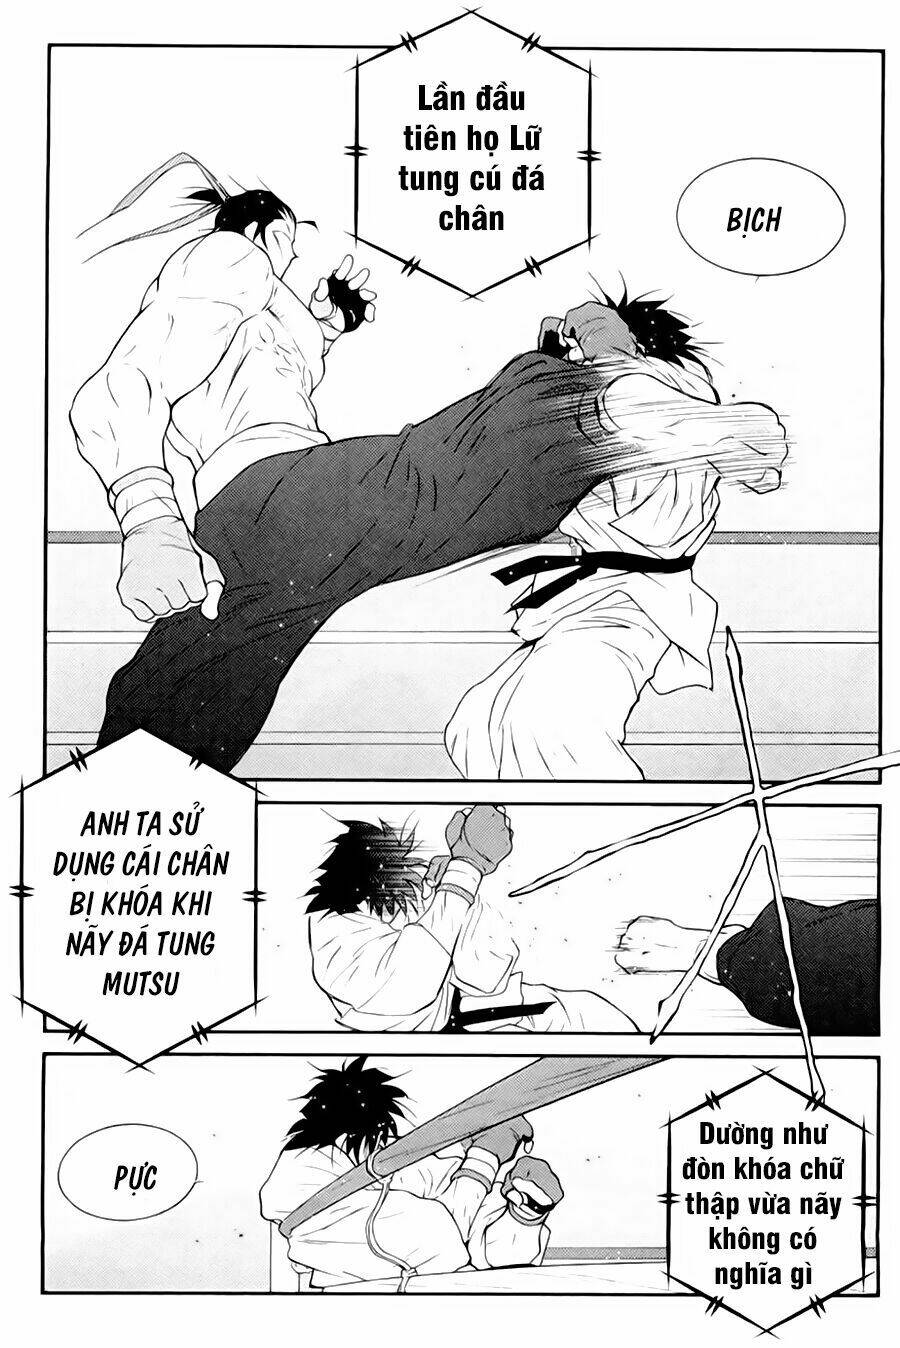 Lần đầu
tiên họ Lữ
tung cú đá
chân
BỊCH
ANH TA SỬ
DỤNG CÁI CHÂN
BỊ KHÓA KHI
NÃY ĐÁ TUNG
MUTSU
PỰC
Dường như
đòn khóa chữ
thập vừa nãy
không có
nghĩa gì